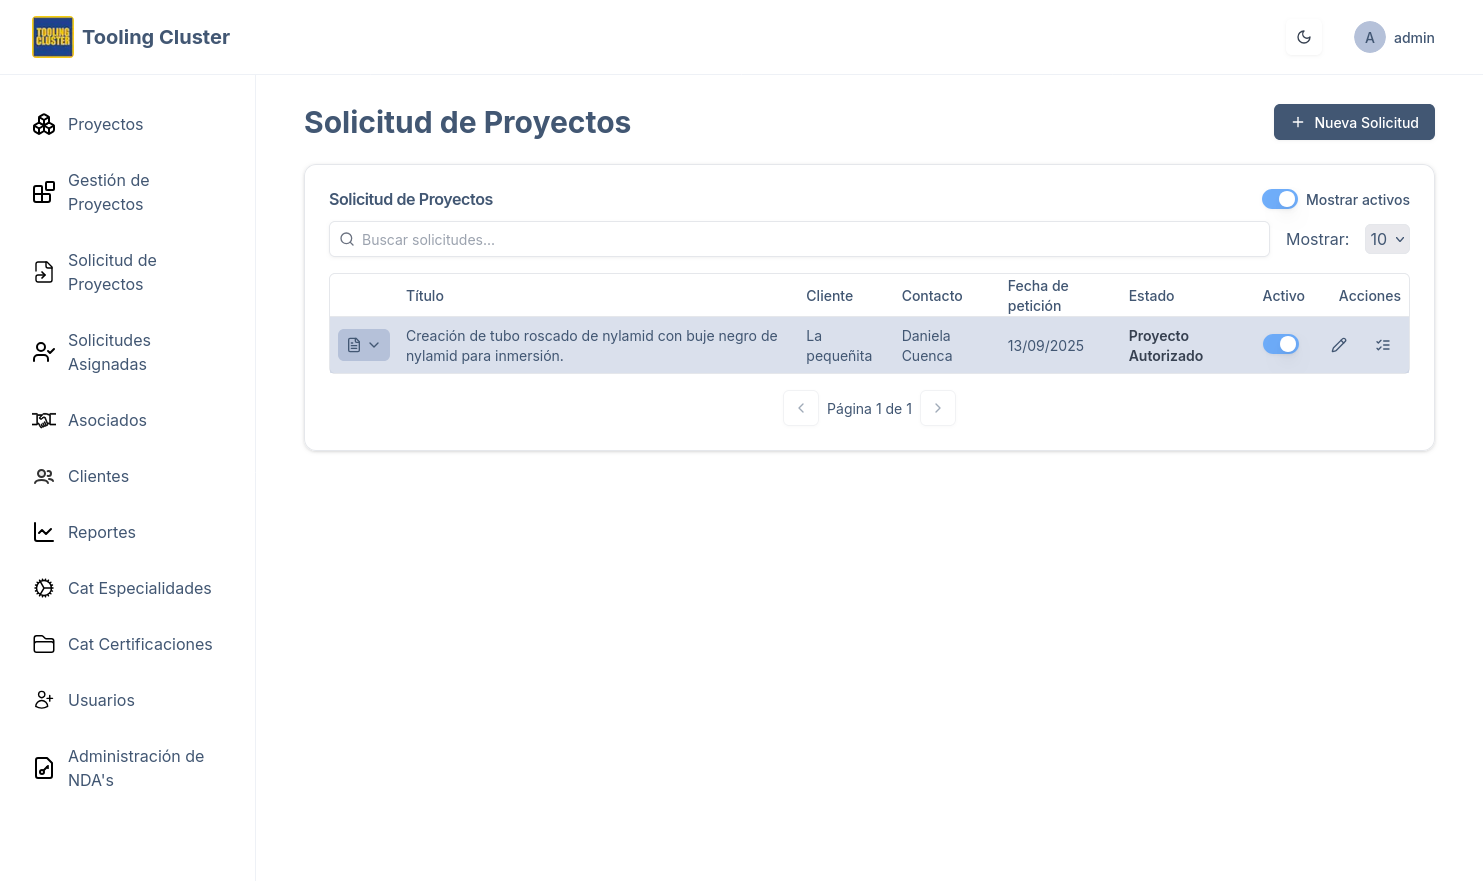 TOOLING
CLUSTER
Tooling Cluster
A
admin
Proyectos
Gestión de
Proyectos
Solicitud de
Proyectos
Solicitudes
Asignadas
Asociados
Clientes
Reportes
Cat Especialidades
Cat Certificaciones
Usuarios
Administración de
NDA's
Solicitud de Proyectos
Nueva Solicitud
Solicitud de Proyectos
Mostrar activos
Buscar solicitudes...
Mostrar:
10
Título
Cliente
Contacto
Fecha de
petición
Estado
Activo
Acciones
Creación de tubo roscado de nylamid con buje negro de
nylamid para inmersión.
La
pequeñita
Daniela
Cuenca
13/09/2025
Proyecto
Autorizado
Página 1 de 1